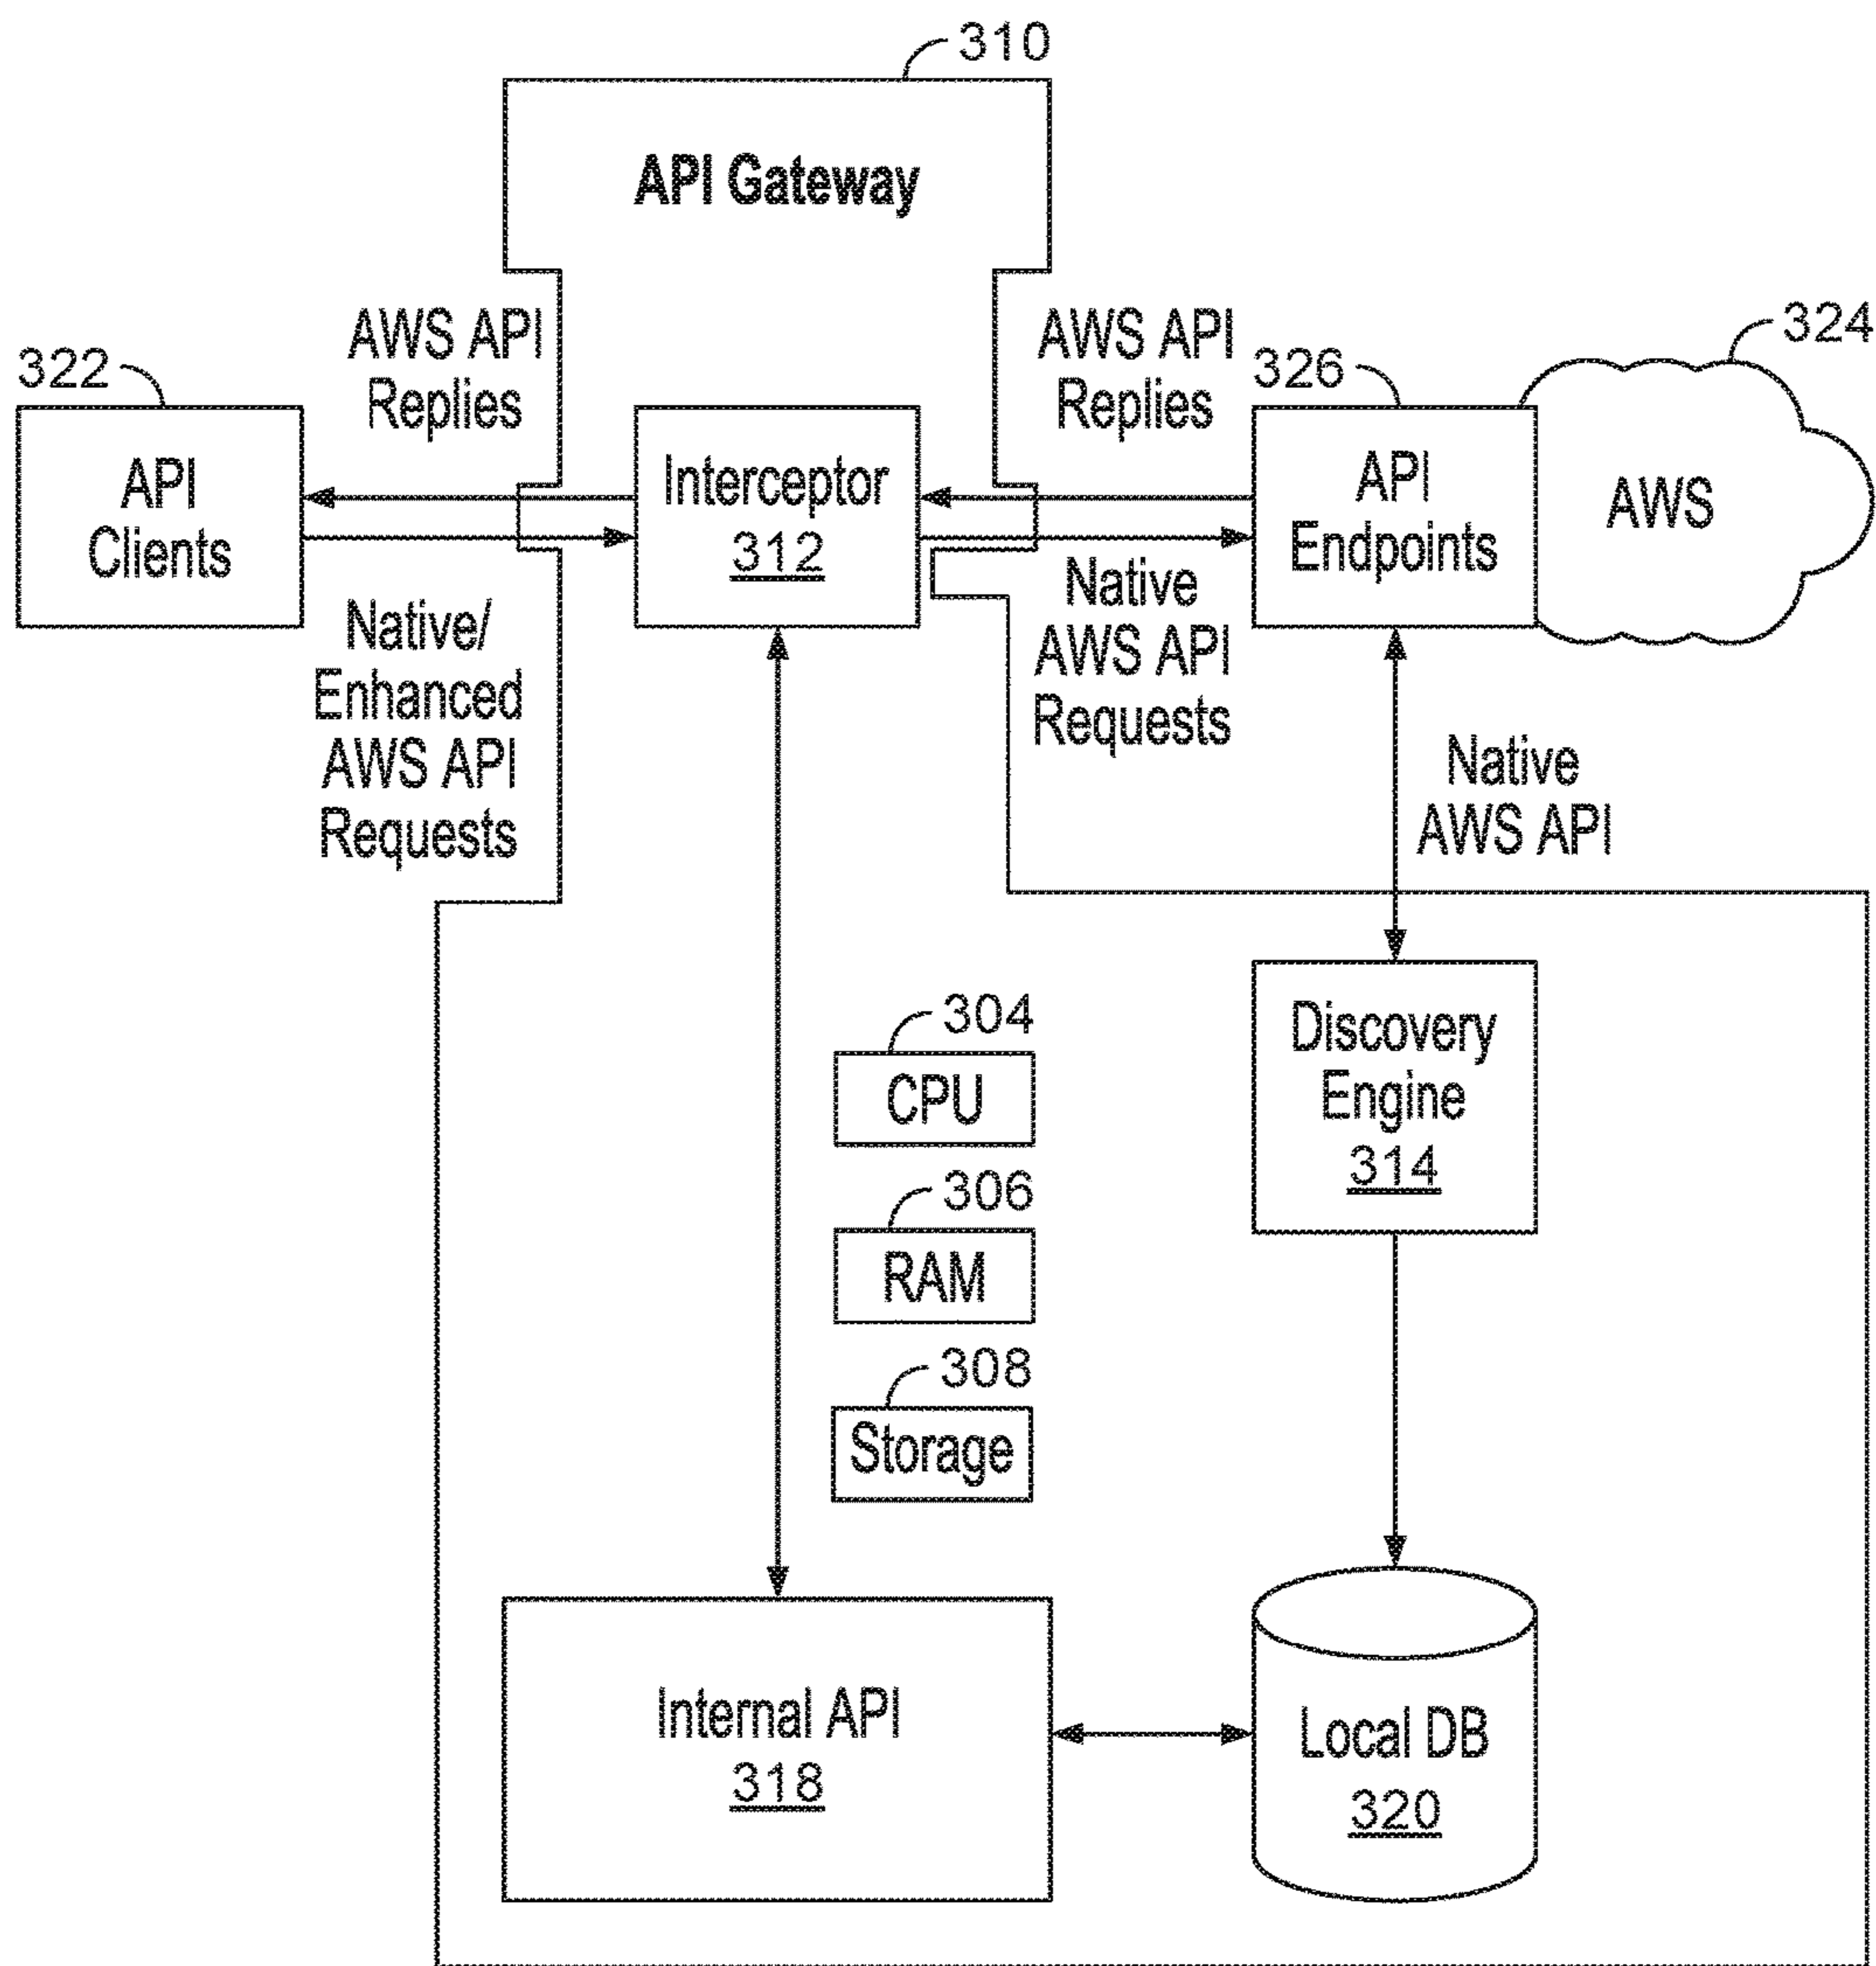 310
API Gateway
AWS API
Replies
AWS API
Replies
324
322
326
API
Clients
Interceptor
312
API
Endpoints
AWS
Native/
Enhanced
AWS API
Requests
Native
AWS API
Requests
Native
AWS API
304
CPU
306
RAM
308
Storage
Discovery
Engine
314
Internal API
318
Local DB
320